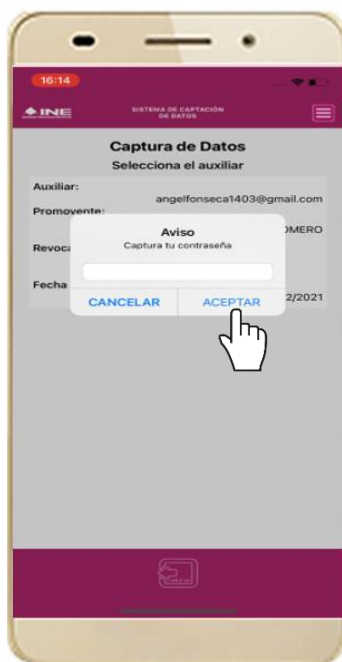 16:14
INE
SISTEMA DE CAPTACIÓN
DE DATOS
Captura de Datos
Selecciona el auxiliar
Auxiliar:
angelfonseca1403@gmail.com
Promovente:
OMERO
Aviso
Captura tu contraseña
Revoca
Fecha
2/2021
CANCELAR ACEPTAR